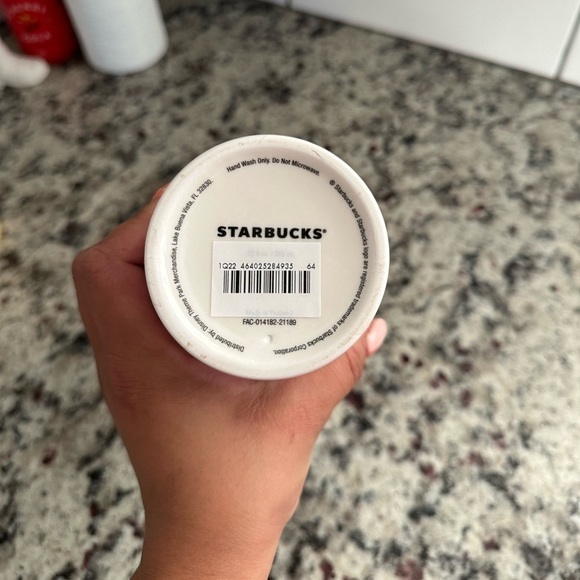 Hand Wash Only. Do Not Microwave.
® Starbucks and Starbucks logo are registered trademarks of Starbucks Corporation.
Distributed by: Disney Theme Park Merchandise, Lake Buena Vista, FL 32830.
STARBUCKS®
1Q22 464025284935 64
FAC-014182-21189